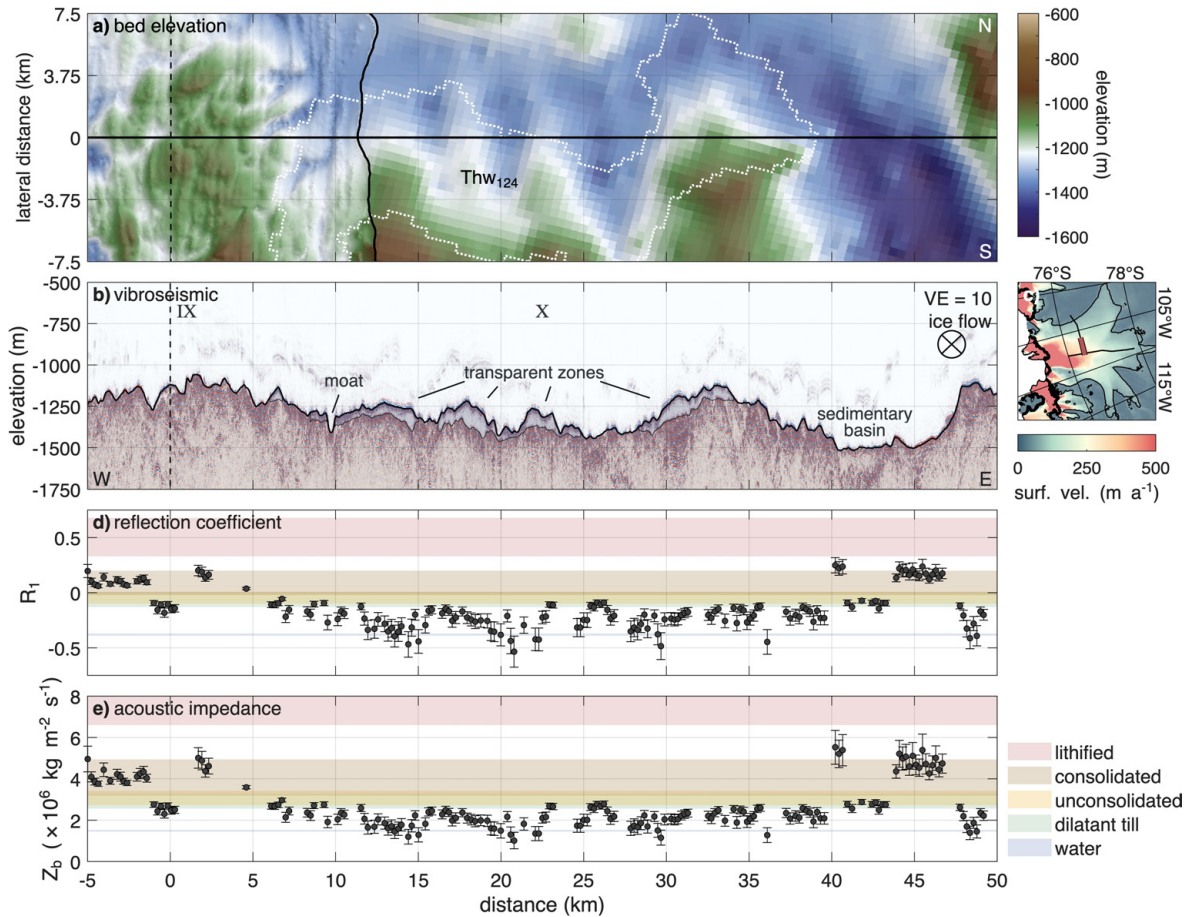 a) bed elevation
N
7.5
3.75
0
-3.75
-7.5
lateral distance (km)
Thw124
S
-600
-800
-1000
-1200
-1400
-1600
elevation (m)
b) vibroseismic
IX
X
VE = 10
ice flow
-500
-750
-1000
-1250
-1500
-1750
elevation (m)
moat
transparent zones
sedimentary
basin
W
E
76°S
78°S
c)
105°W
115°W
0
250
500
surf. vel. (m a-1)
d) reflection coefficient
0.5
0
-0.5
R1
e) acoustic impedance
8
6
4
2
0
Zb ( × 10^6 kg m-2 s-1)
-5
0
5
10
15
20
25
30
35
40
45
50
distance (km)
lithified
consolidated
unconsolidated
dilatant till
water